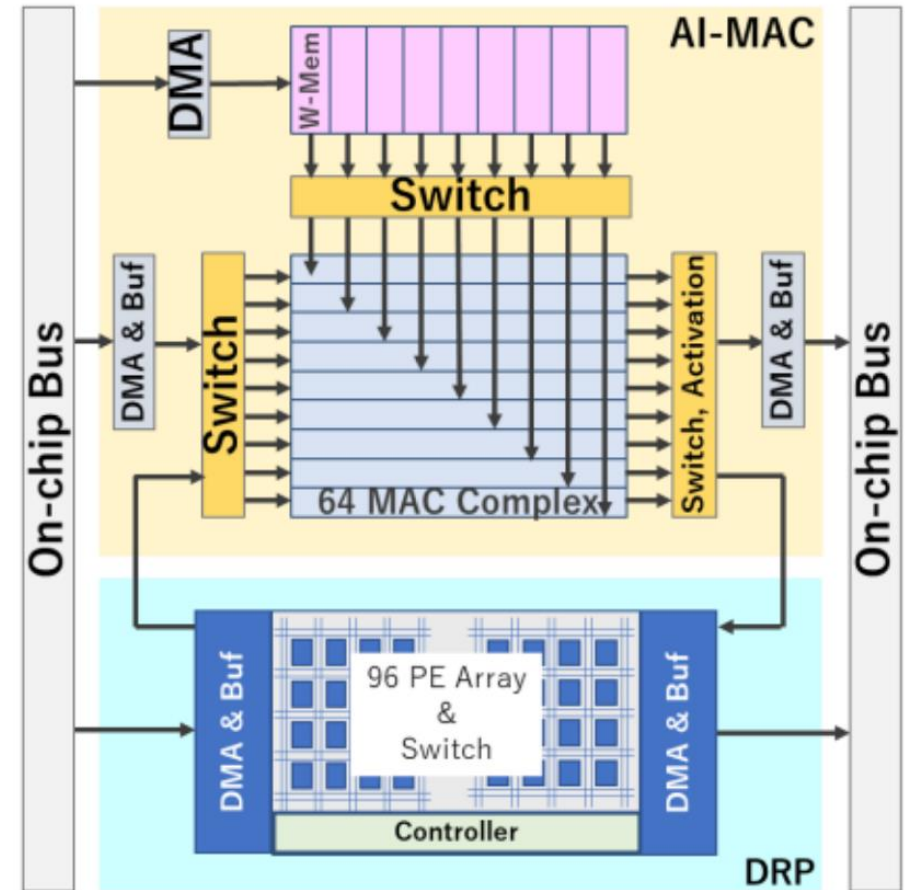 AI-MAC
DMA
W-Mem
Switch
On-chip Bus
DMA & Buf
Switch
Switch, Activation
DMA & Buf
On-chip Bus
64 MAC Complex
DMA & Buf
96 PE Array
&
Switch
DMA & Buf
Controller
DRP